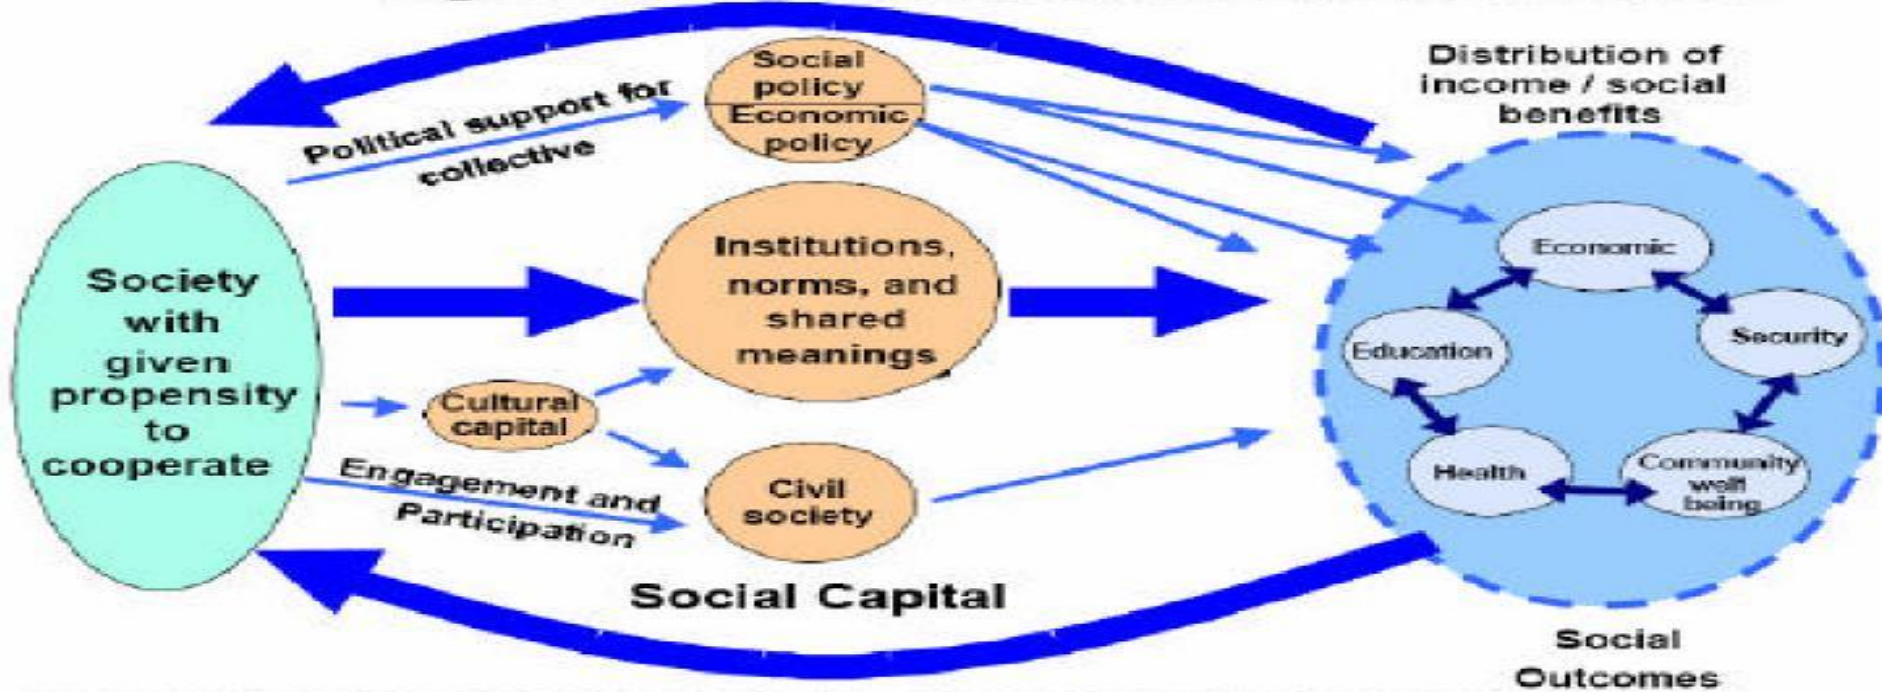 Social
policy
Economic
policy
Distribution of
income / social
benefits
Political support for
collective
Society
with
given
propensity
to
cooperate
Institutions,
norms, and
shared
meanings
Cultural
capital
Engagement and
Participation
Civil
society
Social Capital
Economic
Education
Security
Health
Community
well
being
Social
Outcomes